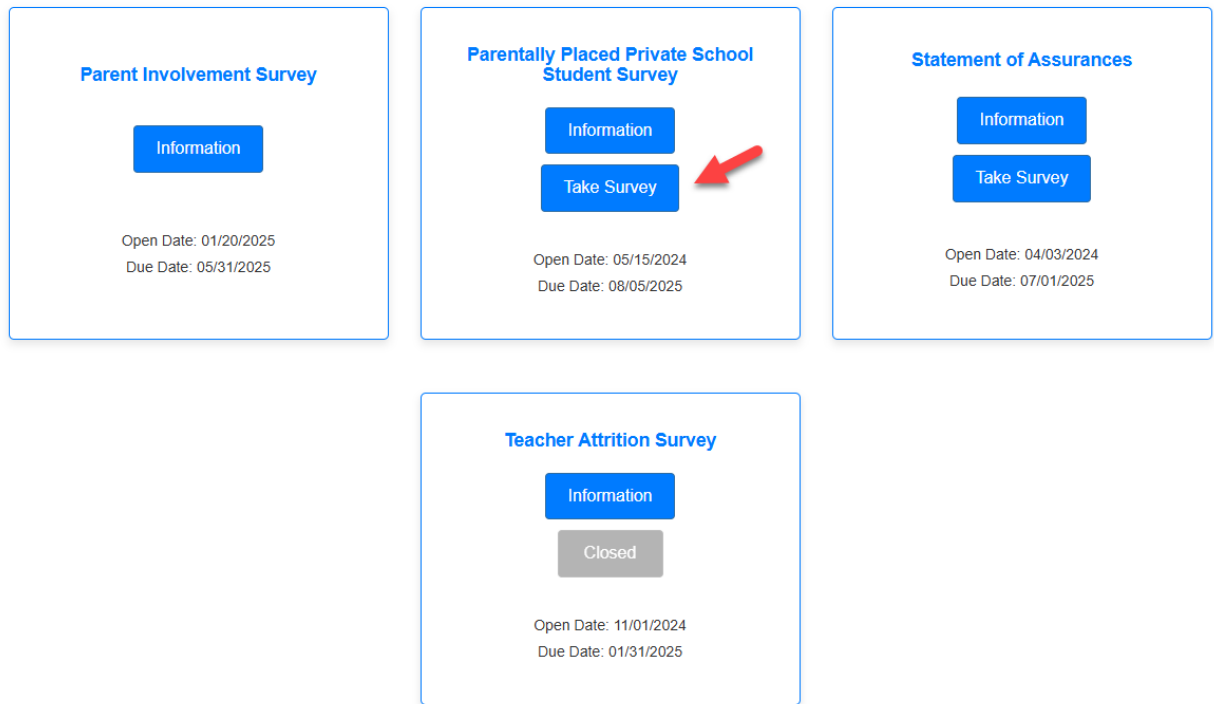 Parent Involvement Survey
Information
Open Date: 01/20/2025
Due Date: 05/31/2025
Parentally Placed Private School
Student Survey
Information
Take Survey
Open Date: 05/15/2024
Due Date: 08/05/2025
Statement of Assurances
Information
Take Survey
Open Date: 04/03/2024
Due Date: 07/01/2025
Teacher Attrition Survey
Information
Closed
Open Date: 11/01/2024
Due Date: 01/31/2025